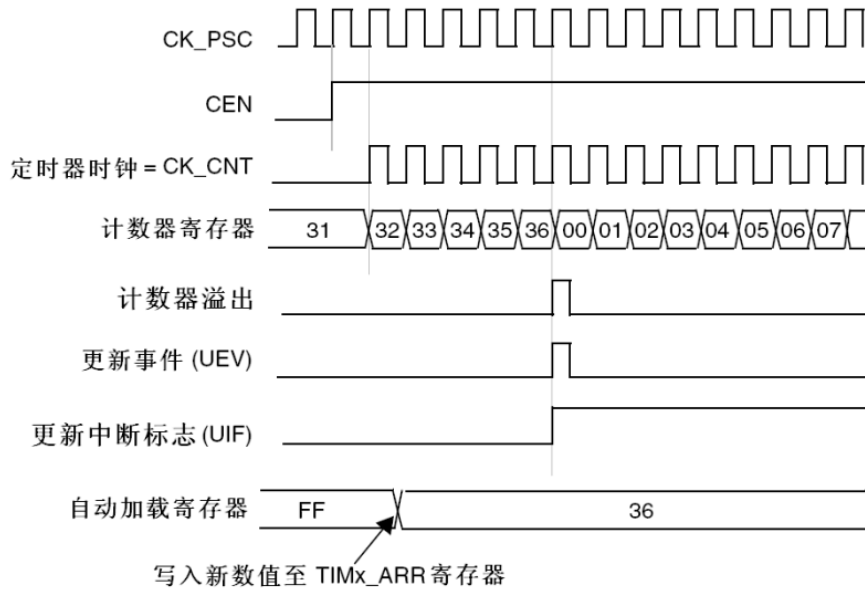 CK_PSC
CEN
定时器时钟 = CK_CNT
计数器寄存器 31 32 33 34 35 36 00 01 02 03 04 05 06 07
计数器溢出
更新事件 (UEV)
更新中断标志 (UIF)
自动加载寄存器 FF 36
写入新数值至 TIMx_ARR 寄存器